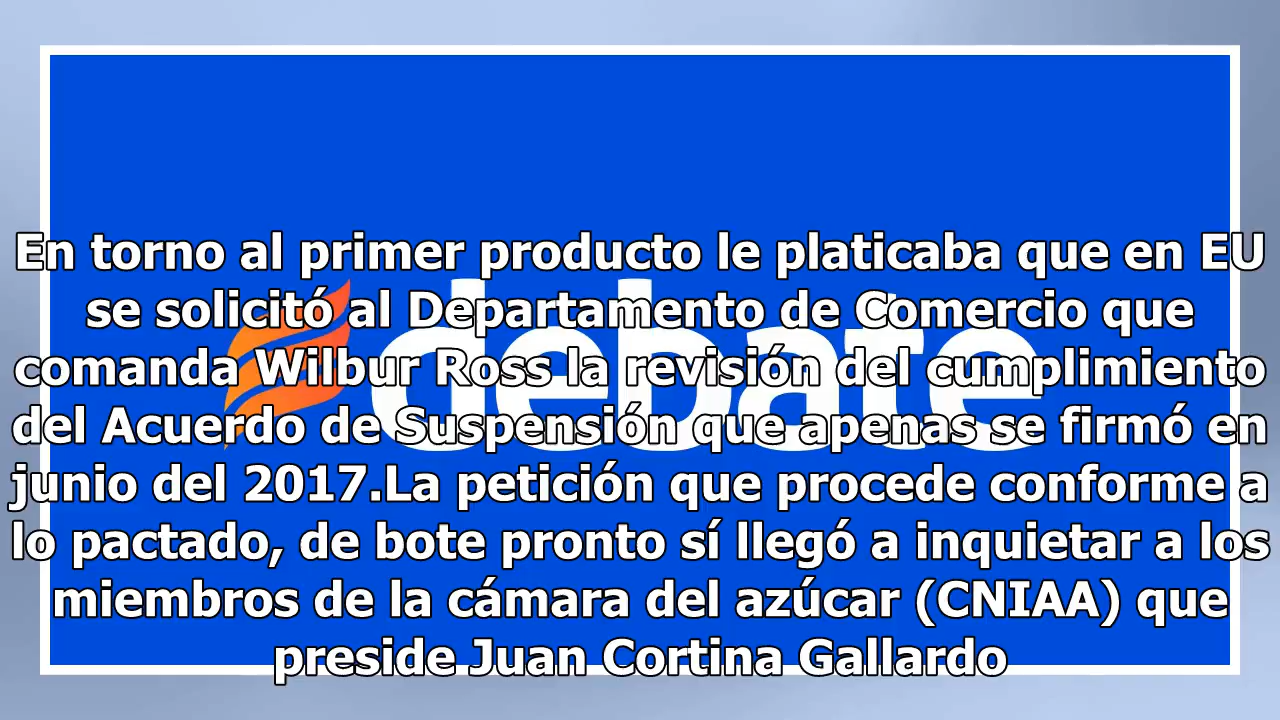 En torno al primer producto le platicaba que en EU
se solicitó al Departamento de Comercio que
comanda Wilbur Ross la revisión del cumplimiento
del Acuerdo de Suspensión que apenas se firmó en
junio del 2017.La petición que procede conforme a
lo pactado, de bote pronto sí llegó a inquietar a los
miembros de la cámara del azúcar (CNIAA) que
preside Juan Cortina Gallardo
debate